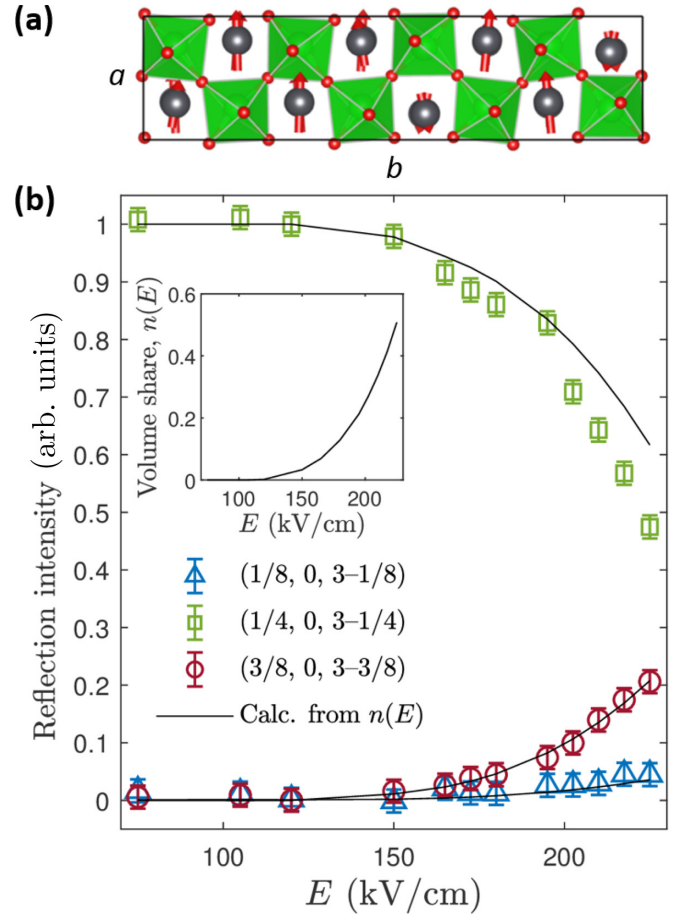 (a)
a
b
(b)
Reflection intensity (arb. units)
1
0.9
0.8
0.7
0.6
0.5
0.4
0.3
0.2
0.1
0
Volume share, n(E)
0.6
0.4
0.2
0
100 150 200
E (kV/cm)
(1/8, 0, 3–1/8)
(1/4, 0, 3–1/4)
(3/8, 0, 3–3/8)
Calc. from n(E)
100 150 200
E (kV/cm)